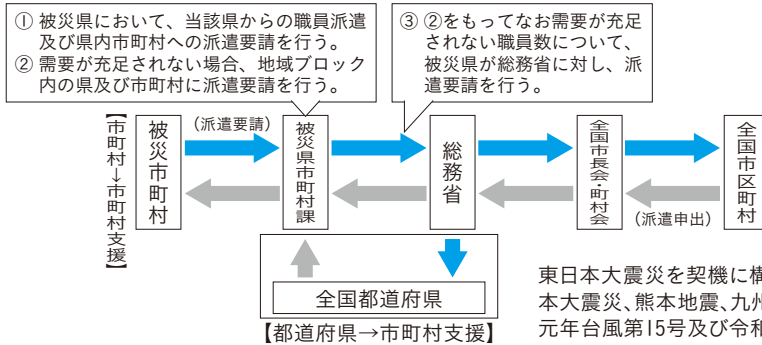 ① 被災県において、当該県からの職員派遣
及び県内市町村への派遣要請を行う。
② 需要が充足されない場合、地域ブロック
内の県及び市町村に派遣要請を行う。
③ ②をもってなお需要が充足
されない職員数について、
被災県が総務省に対し、派
遣要請を行う。
【市町村→市町村支援】
被災市町村
(派遣要請)
被災県市町村課
総務省
全国市長会・町村会
全国市区町村
(派遣申出)
全国都道府県
【都道府県→市町村支援】
東日本大震災を契機に構
本大震災、熊本地震、九州
元年台風第15号及び令和